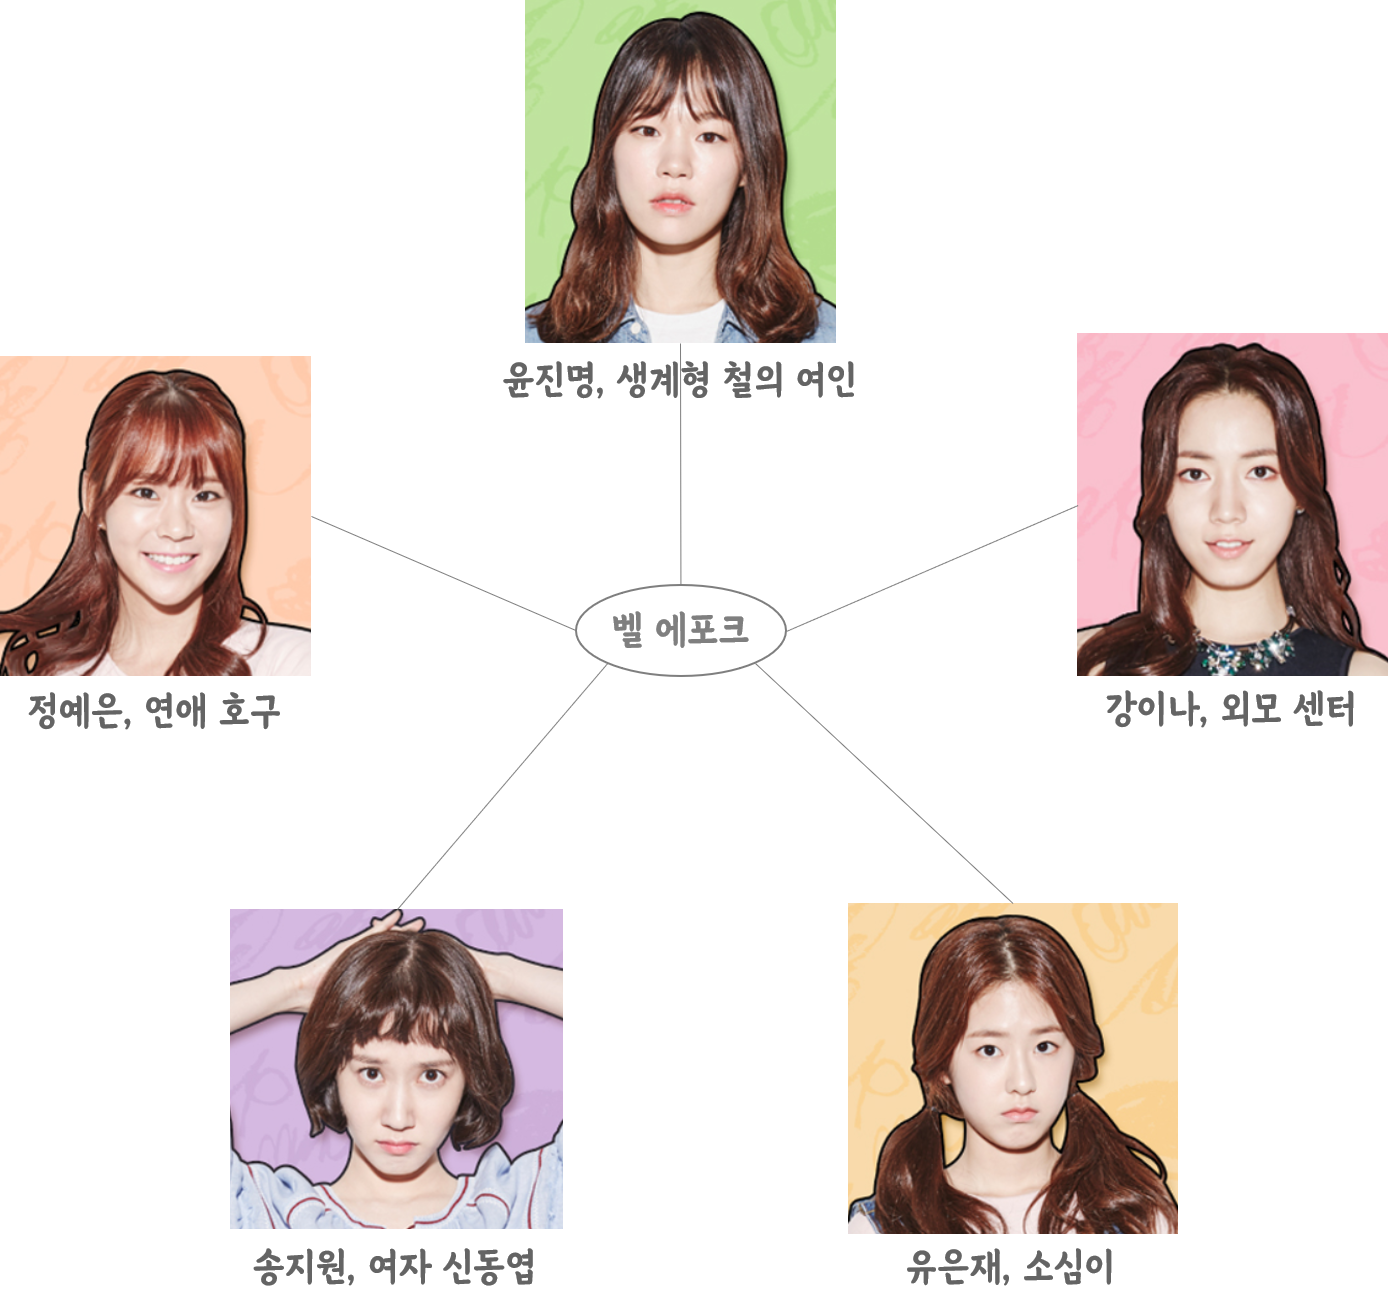 윤진명, 생계형 철의 여인
벨 에포크
정예은, 연애 호구
강이나, 외모 센터
송지원, 여자 신동엽
유은재, 소심이